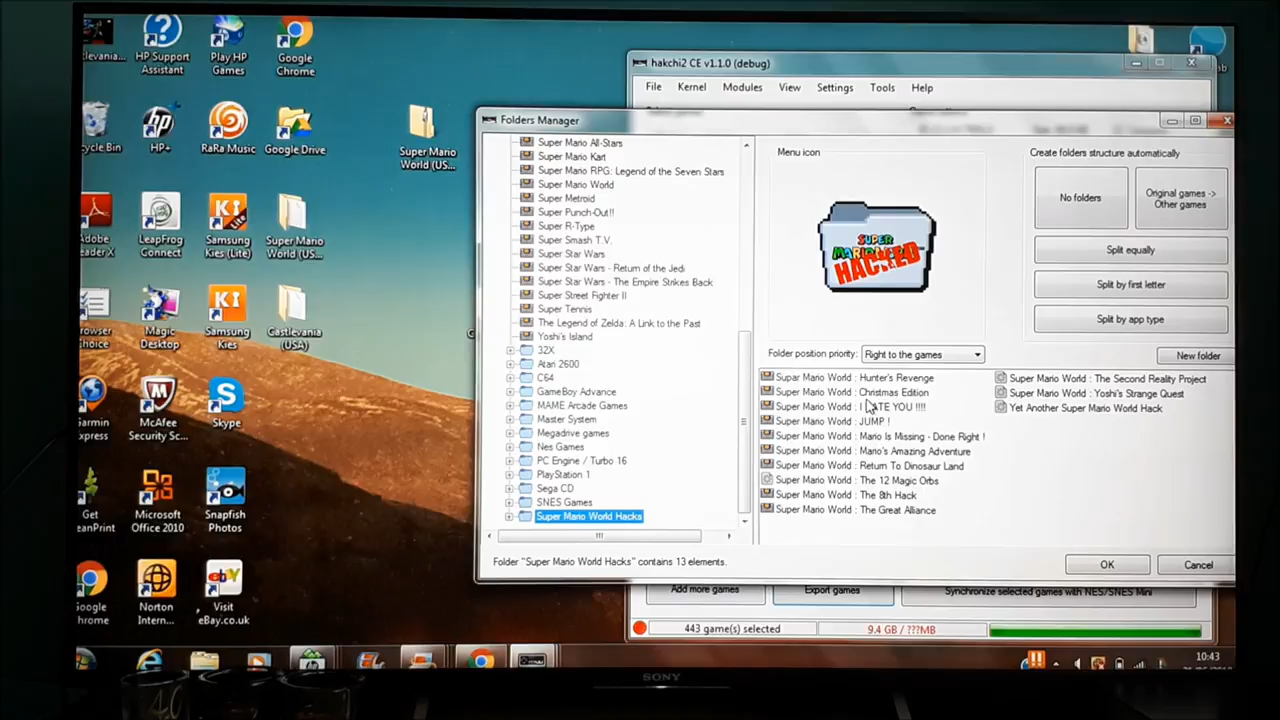 HP Support
Assistant
Play HP
Games
Google
Chrome
HP+
RaRa Music
Google Drive
Super Mario
World (US...
Adobe
LeapFrog
Connect
Samsung
Kies (Lite)
Super Mario
World (US...
Magic
Desktop
Samsung
Kies
Castlevania
(USA)
McAfee
Security Sc...
Skype
Get
Microsoft
Office 2010
Snapfish
Photos
Google
Chrome
Norton
Intern...
Visit
eBay.co.uk
hakchi2 CE v1.1.0 (debug)
File Kernel Modules View Settings Tools Help
Folders Manager
Super Mario All-Stars
Super Mario Kart
Super Mario RPG: Legend of the Seven Stars
Super Mario World
Super Metroid
Super Punch-Out!!
Super R-Type
Super Smash T.V.
Super Star Wars
Super Star Wars - Return of the Jedi
Super Star Wars - The Empire Strikes Back
Super Street Fighter II
Super Tennis
The Legend of Zelda: A Link to the Past
Yoshi's Island
32X
Atari 2600
C64
GameBoy Advance
MAME Arcade Games
Master System
Megadrive games
Nes Games
PC Engine / Turbo 16
PlayStation 1
Sega CD
SNES Games
Super Mario World Hacks
Menu icon
SUPER
HACKED
Create folders structure automatically
No folders
Original games ->
Other games
Split equally
Split by first letter
Split by app type
Folder position priority: Right to the games
New folder
Supar Mario World : Hunter's Revenge
Super Mario World : Christmas Edition
Super Mario World : I HATE YOU !!!!
Super Mario World : JUMP !
Super Mario World : Mario Is Missing - Done Right !
Super Mario World : Mario's Amazing Adventure
Super Mario World : Return To Dinosaur Land
Super Mario World : The 12 Magic Orbs
Super Mario World : The 8th Hack
Super Mario World : The Great Alliance
Super Mario World : The Second Reality Project
Super Mario World : Yoshi's Strange Quest
Yet Another Super Mario World Hack
Folder "Super Mario World Hacks" contains 13 elements.
OK
Cancel
Add more games
Export games
Synchronize selected games with NES/SNES Mini
443 game(s) selected
9.4 GB / ???MB
10:43
SONY